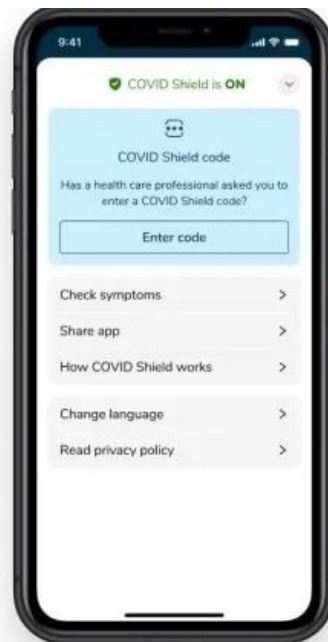 9:41
COVID Shield is ON
COVID Shield code
Has a health care professional asked you to
enter a COVID Shield code?
Enter code
Check symptoms
Share app
How COVID Shield works
Change language
Read privacy policy